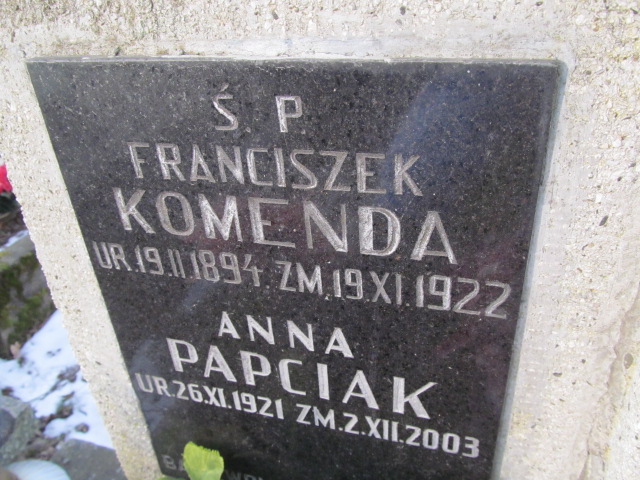 Ś. P.
FRANCISZEK
KOMENDA
UR.19.II.1894. ZM.19.XI.1922
ANNA
PAPCIAK
UR.26.XI.1921 ZM.2.XII.2003